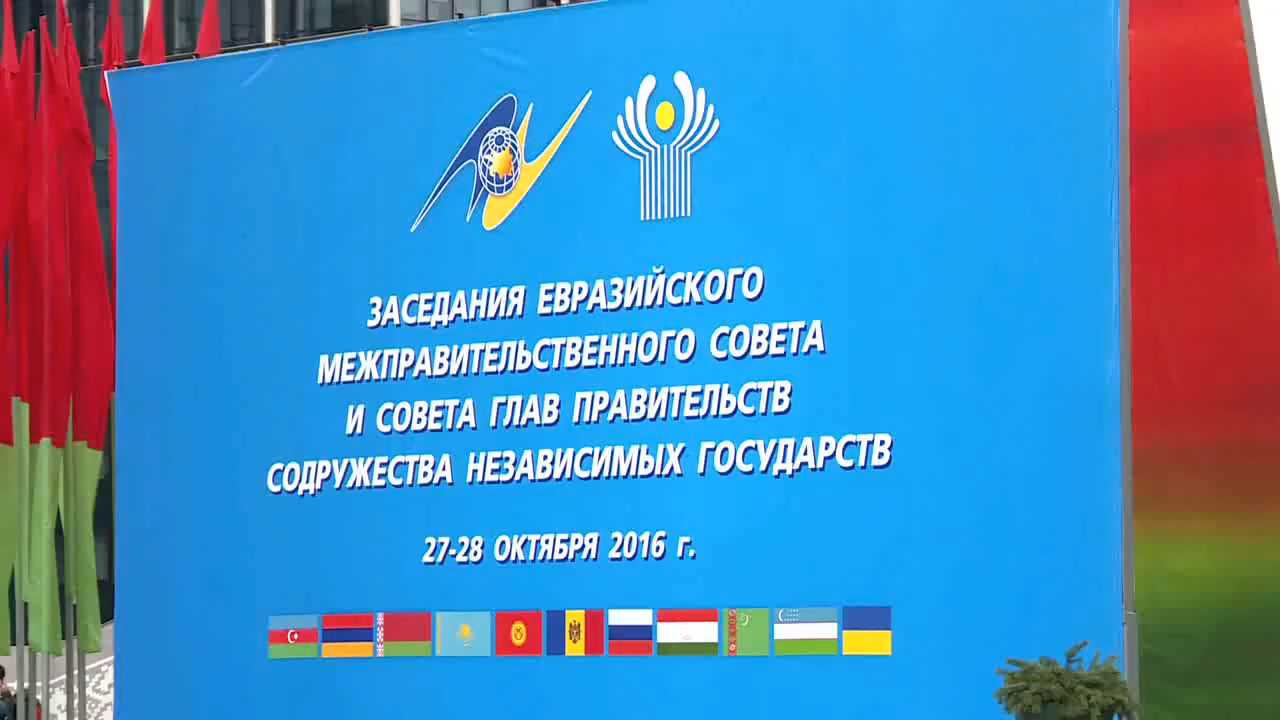 ЗАСЕДАНИЯ ЕВРАЗИЙСКОГО
МЕЖПРАВИТЕЛЬСТВЕННОГО СОВЕТА
И СОВЕТА ГЛАВ ПРАВИТЕЛЬСТВ
СОДРУЖЕСТВА НЕЗАВИСИМЫХ ГОСУДАРСТВ
27-28 ОКТЯБРЯ 2016 г.